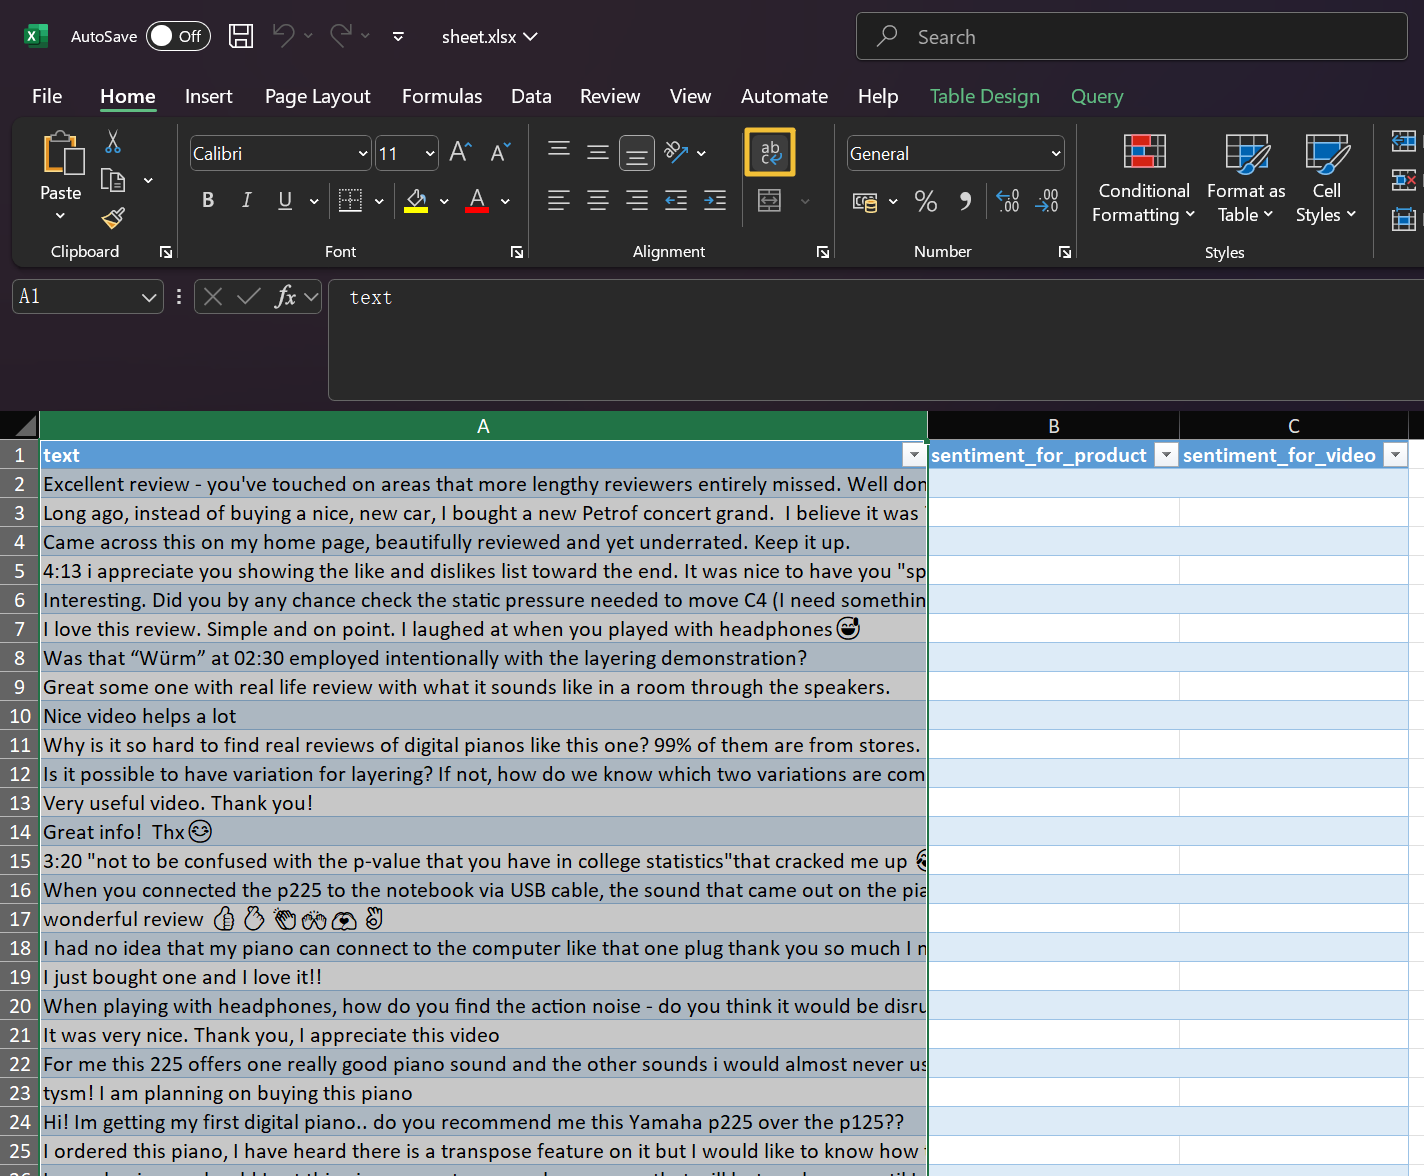 AutoSave Off sheet.xlsx Search
File Home Insert Page Layout Formulas Data Review View Automate Help Table Design Query
Paste
Calibri 11
B I U A
ab
c
General
% .00
Conditional Formatting
Format as Table
Cell Styles
Clipboard Font Alignment Number Styles
A1 fx text
A B C
1 text sentiment_for_product sentiment_for_video
2 Excellent review - you've touched on areas that more lengthy reviewers entirely missed. Well don
3 Long ago, instead of buying a nice, new car, I bought a new Petrof concert grand.  I believe it was
4 Came across this on my home page, beautifully reviewed and yet underrated. Keep it up.
5 4:13 i appreciate you showing the like and dislikes list toward the end. It was nice to have you "sp
6 Interesting. Did you by any chance check the static pressure needed to move C4 (I need somethin
7 I love this review. Simple and on point. I laughed at when you played with headphones😅
8 Was that “Würm” at 02:30 employed intentionally with the layering demonstration?
9 Great some one with real life review with what it sounds like in a room through the speakers.
10 Nice video helps a lot
11 Why is it so hard to find real reviews of digital pianos like this one? 99% of them are from stores.
12 Is it possible to have variation for layering? If not, how do we know which two variations are com
13 Very useful video. Thank you!
14 Great info!  Thx😊
15 3:20 "not to be confused with the p-value that you have in college statistics"that cracked me up
16 When you connected the p225 to the notebook via USB cable, the sound that came out on the pia
17 wonderful review 👍🫰👏🙌🫶✌
18 I had no idea that my piano can connect to the computer like that one plug thank you so much I
19 I just bought one and I love it!!
20 When playing with headphones, how do you find the action noise - do you think it would be disru
21 It was very nice. Thank you, I appreciate this video
22 For me this 225 offers one really good piano sound and the other sounds i would almost never us
23 tysm! I am planning on buying this piano
24 Hi! Im getting my first digital piano.. do you recommend me this Yamaha p225 over the p125??
25 I ordered this piano, I have heard there is a transpose feature on it but I would like to know how